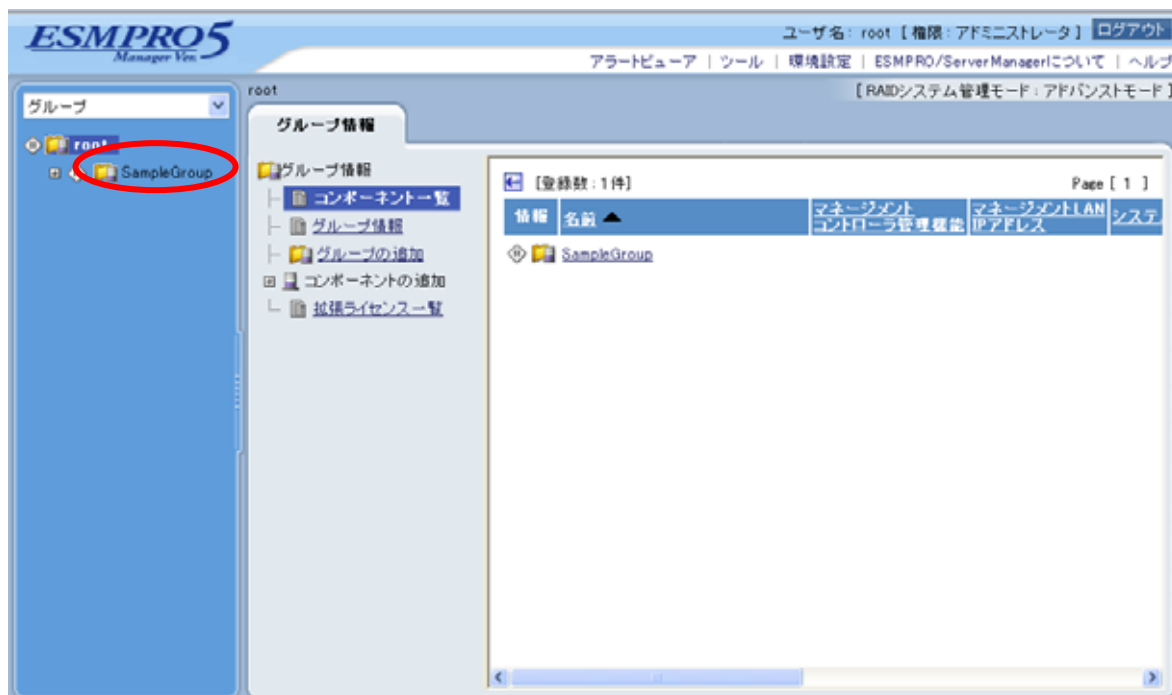 ESMPRO5
Manager Ver.
ユーザ名: root [ 権限: アドミニストレータ ] ログアウト
アラートビューア | ツール | 環境設定 | ESMPRO/ServerManagerについて | ヘルプ
グループ
root
SampleGroup
root
[ RAIDシステム管理モード : アドバンストモード ]
グループ情報
グループ情報
コンポーネント一覧
グループ情報
グループの追加
コンポーネントの追加
拡張ライセンス一覧
[登録数 : 1件]
Page [ 1 ]
情報 名前 マネージメント コントローラ管理機能 マネージメントLAN IPアドレス システ
SampleGroup